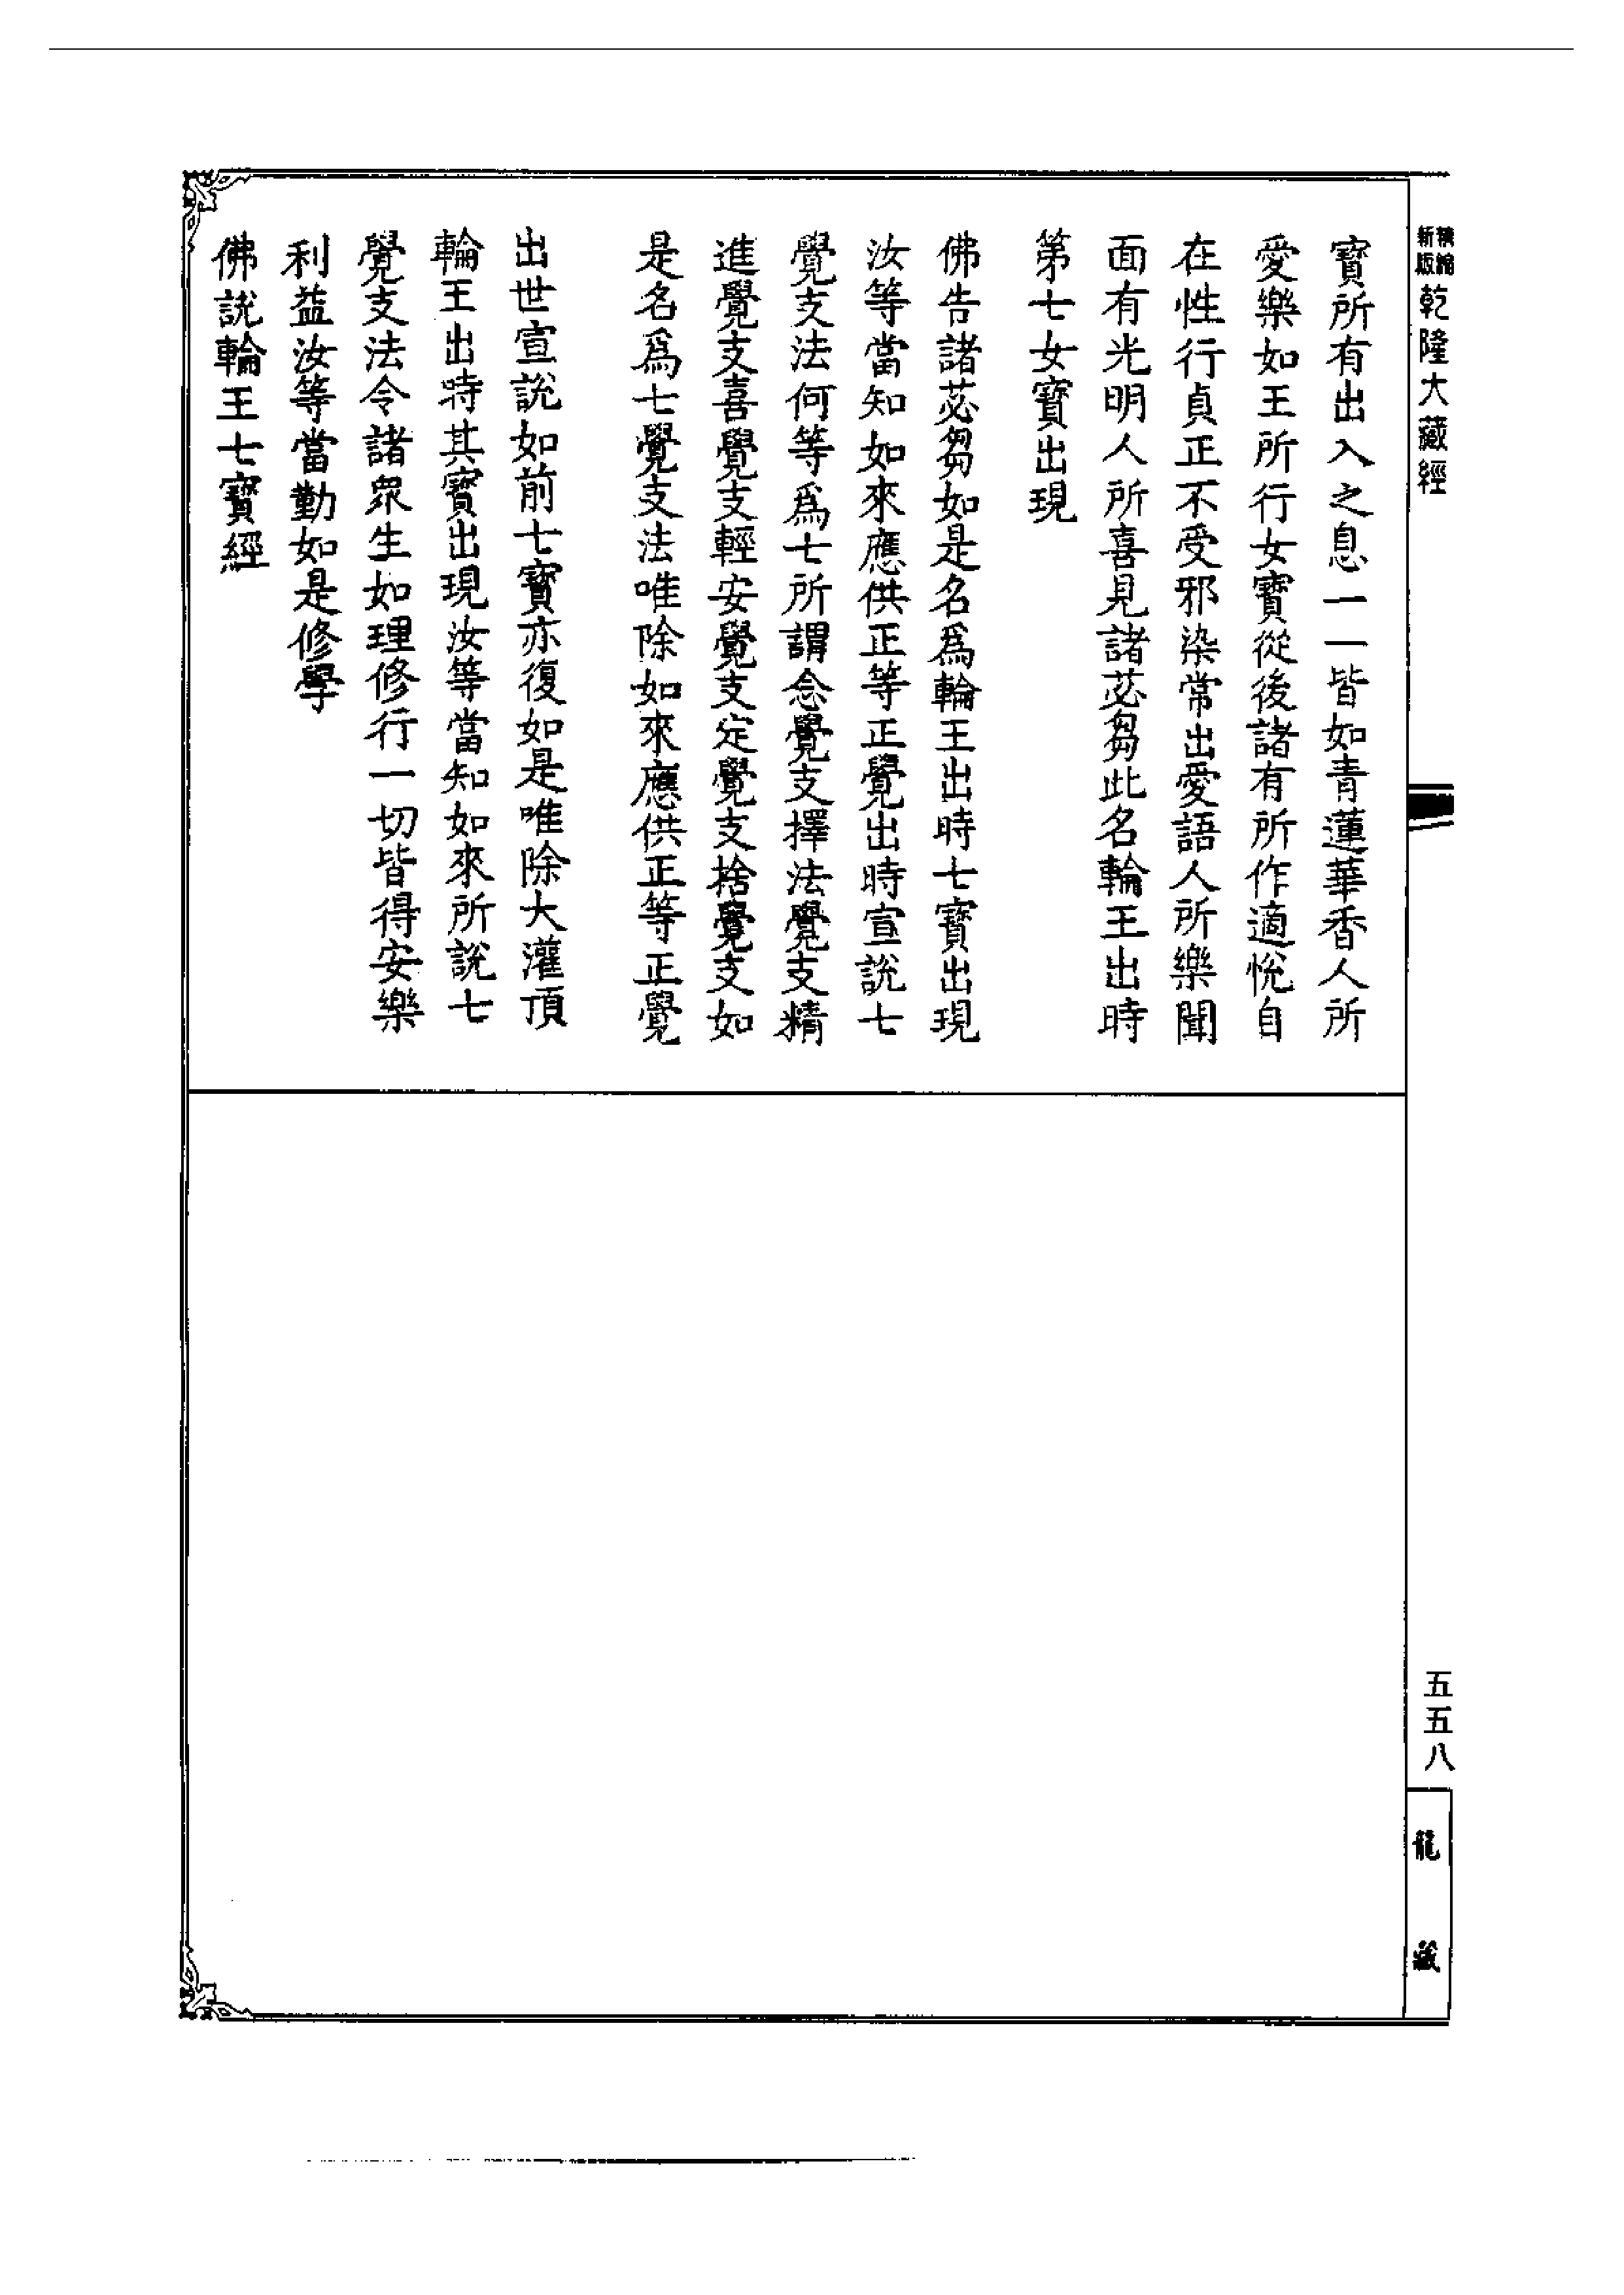 精縮新版乾隆大藏經
寶所有出入之息一一皆如青蓮華香人所
愛樂如王所行女寶從後諸有所作適悅自
在性行貞正不受邪染常出愛語人所樂聞
面有光明人所喜見諸苾芻此名輪王出時
第七女寶出現
佛告諸苾芻如是名爲輪王出時七寶出現
汝等當知如來應供正等正覺出時宣說七
覺支法何等爲七所謂念覺支擇法覺支精
進覺支喜覺支輕安覺支定覺支捨覺支如
是名爲七覺支法唯除如來應供正等正覺
出世宣說如前七寶亦復如是唯除大灌頂
輪王出時其寶出現汝等當知如來所說七
覺支法令諸衆生如理修行一切皆得安樂
利益汝等當勤如是修學
佛說輪王七寶經
五五八
龍藏